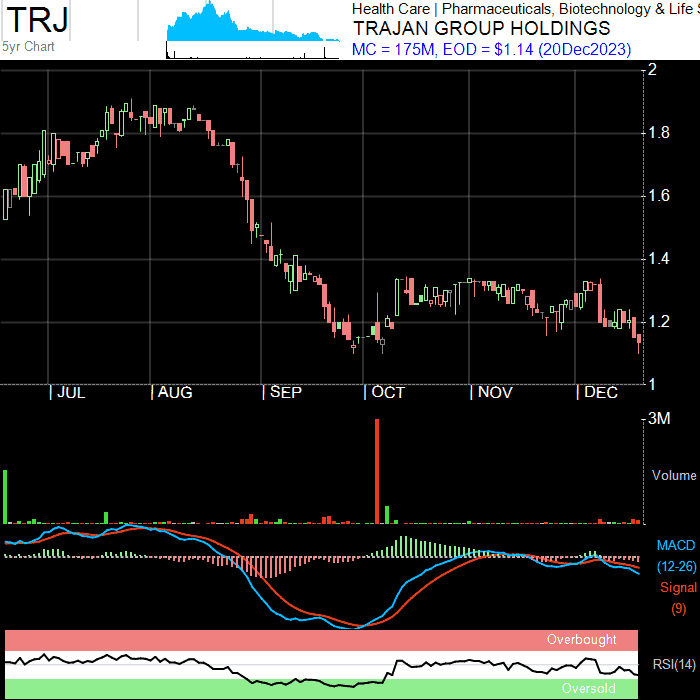 TRJ
5yr Chart
Health Care | Pharmaceuticals, Biotechnology & Life S
TRAJAN GROUP HOLDINGS
MC = 175M, EOD = $1.14 (20Dec2023)
2
1.8
1.6
1.4
1.2
1
| JUL | AUG | SEP | OCT | NOV | DEC
3M
Volume
MACD
(12-26)
Signal
(9)
Overbought
RSI(14)
Oversold